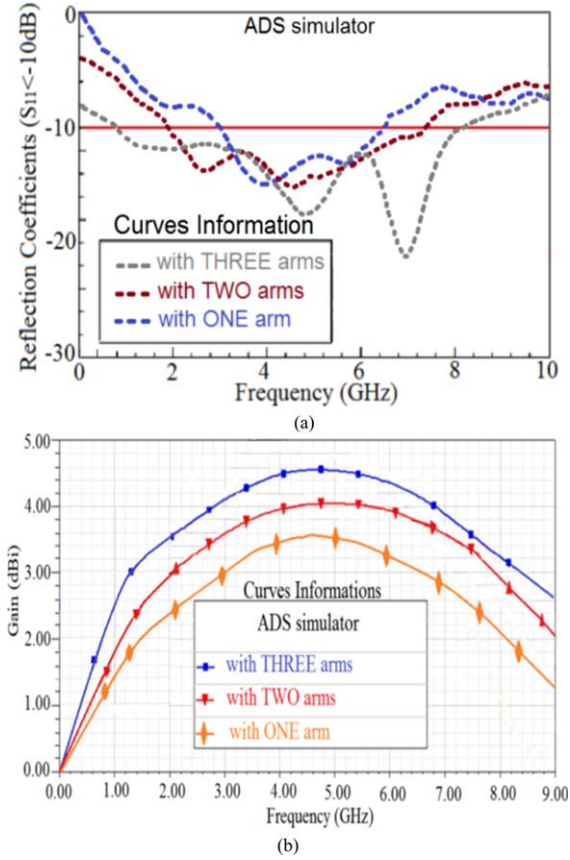 ADS simulator
Reflection Coefficients (S11<-10dB)
0
-10
-20
-30
Curves Information
with THREE arms
with TWO arms
with ONE arm
0 2 4 6 8 10
Frequency (GHz)
(a)
Gain (dBi)
5.00
4.00
3.00
2.00
1.00
0.00
Curves Informations
ADS simulator
with THREE arms
with TWO arms
with ONE arm
0.00 1.00 2.00 3.00 4.00 5.00 6.00 7.00 8.00 9.00
Frequency (GHz)
(b)